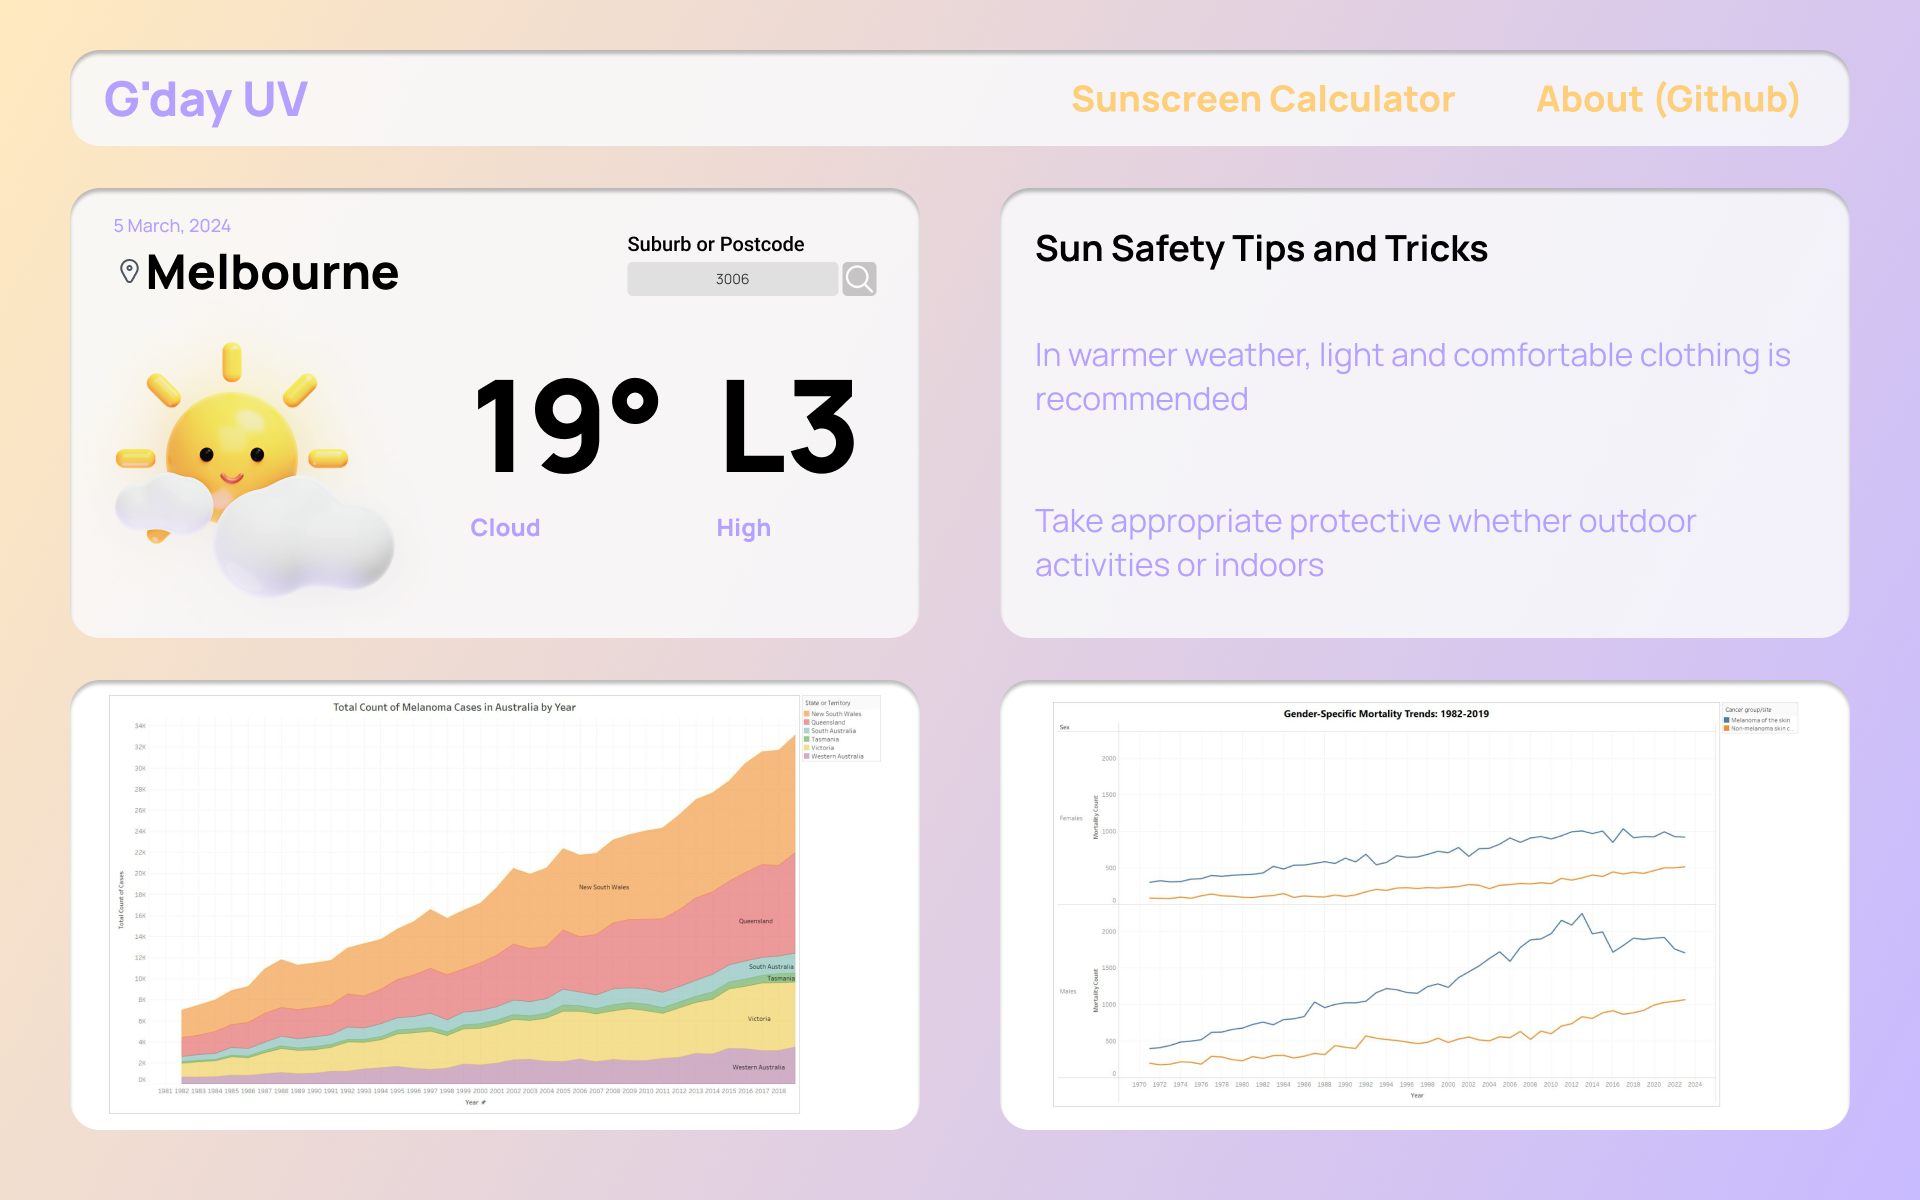 G'day UV
Sunscreen Calculator
About (Github)
5 March, 2024
Melbourne
Suburb or Postcode
3006
19°
L3
Cloud
High
Sun Safety Tips and Tricks
In warmer weather, light and comfortable clothing is
recommended
Take appropriate protective whether outdoor
activities or indoors
Total Count of Melanoma Cases in Australia by Year
State or Territory
New South Wales
Queensland
South Australia
Tasmania
Victoria
Western Australia
34K
32K
30K
28K
26K
24K
22K
20K
18K
16K
14K
12K
10K
8K
6K
4K
2K
0K
Total Count of Cases
New South Wales
Queensland
South Australia
Tasmania
Victoria
Western Australia
1981 1982 1983 1984 1985 1986 1987 1988 1989 1990 1991 1992 1993 1994 1995 1996 1997 1998 1999 2000 2001 2002 2003 2004 2005 2006 2007 2008 2009 2010 2011 2012 2013 2014 2015 2016 2017 2018
Year
Gender-Specific Mortality Trends: 1982-2019
Cancer group/site
Melanoma of the skin
Non-melanoma skin c..
Sex
Females
Mortality Count
2000
1500
1000
500
0
Males
Mortality Count
2000
1500
1000
500
0
1970 1972 1974 1976 1978 1980 1982 1984 1986 1988 1990 1992 1994 1996 1998 2000 2002 2004 2006 2008 2010 2012 2014 2016 2018 2020 2022 2024
Year